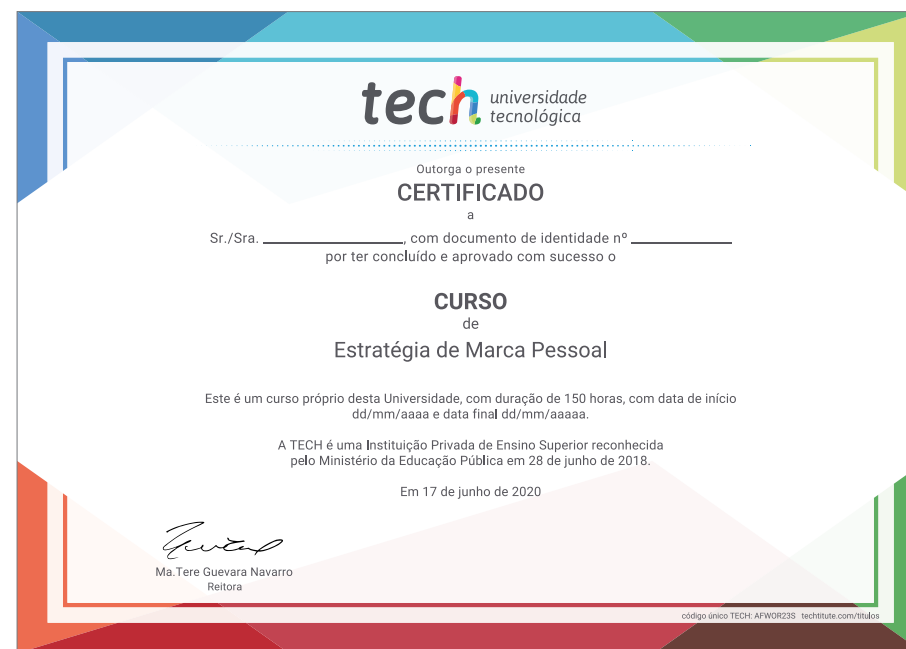 tech universidade
tecnológica
Outorga o presente
CERTIFICADO
a
Sr./Sra. ____________, com documento de identidade nº ____________
por ter concluído e aprovado com sucesso o
CURSO
de
Estratégia de Marca Pessoal
Este é um curso próprio desta Universidade, com duração de 150 horas, com data de início
dd/mm/aaaa e data final dd/mm/aaaaa.
A TECH é uma Instituição Privada de Ensino Superior reconhecida
pelo Ministério da Educação Pública em 28 de junho de 2018.
Em 17 de junho de 2020
Ma.Tere Guevara Navarro
Reitora
código único TECH: AFWOR23S techtitute.com/titulos